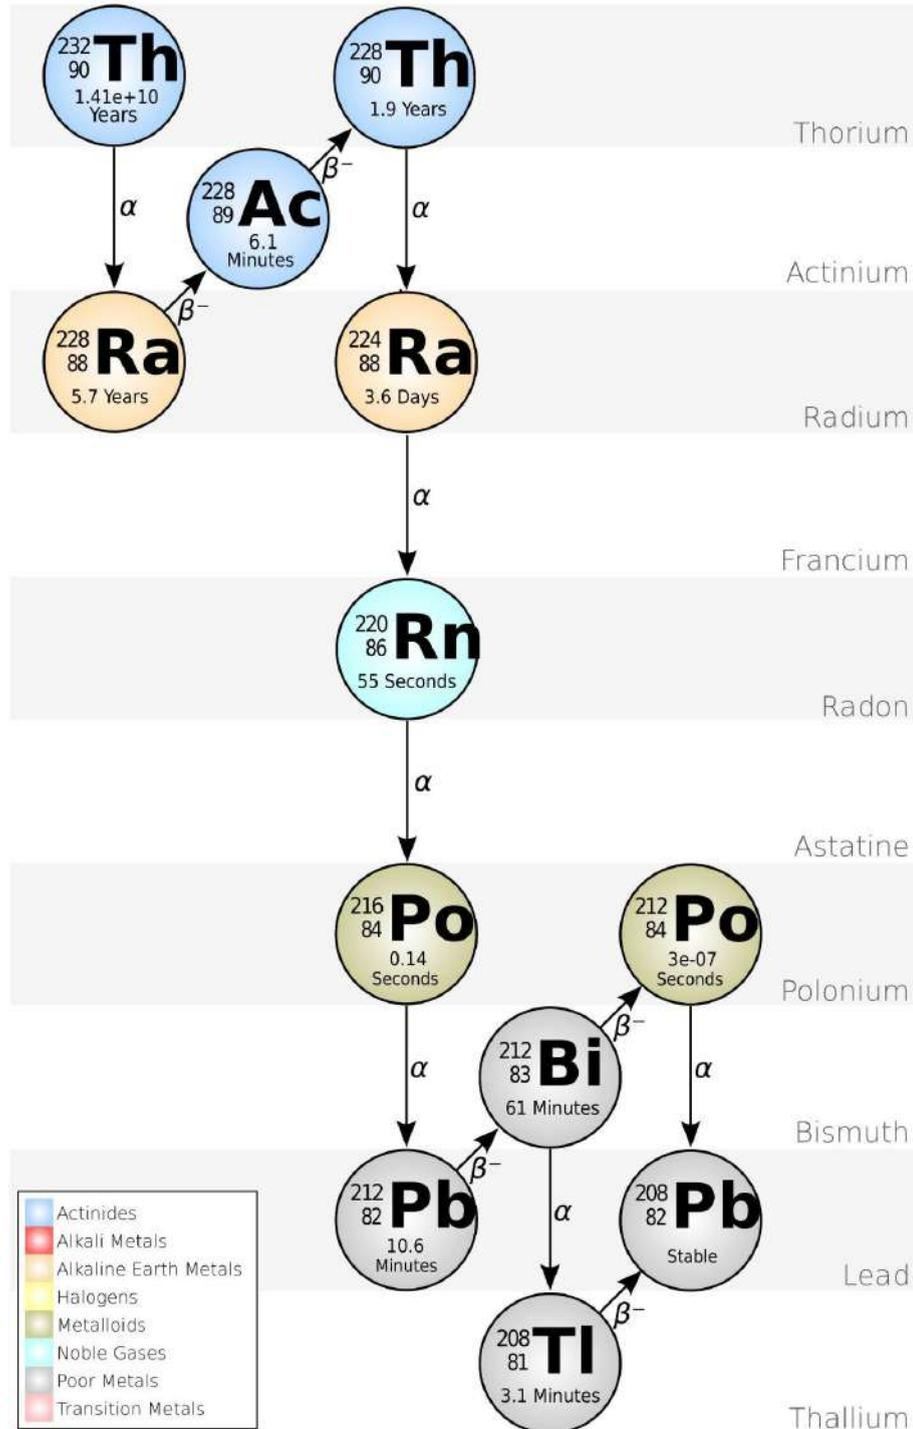 232
90 Th
1.41e+10
Years
228
90 Th
1.9 Years
Thorium
α
β−
228
89 Ac
6.1
Minutes
α
Actinium
β−
228
88 Ra
5.7 Years
224
88 Ra
3.6 Days
Radium
α
Francium
220
86 Rn
55 Seconds
Radon
α
Astatine
216
84 Po
0.14
Seconds
212
84 Po
3e-07
Seconds
Polonium
β−
α
212
83 Bi
61 Minutes
α
Bismuth
β−
212
82 Pb
10.6
Minutes
α
208
82 Pb
Stable
Lead
β−
208
81 Tl
3.1 Minutes
Thallium
Actinides
Alkali Metals
Alkaline Earth Metals
Halogens
Metalloids
Noble Gases
Poor Metals
Transition Metals